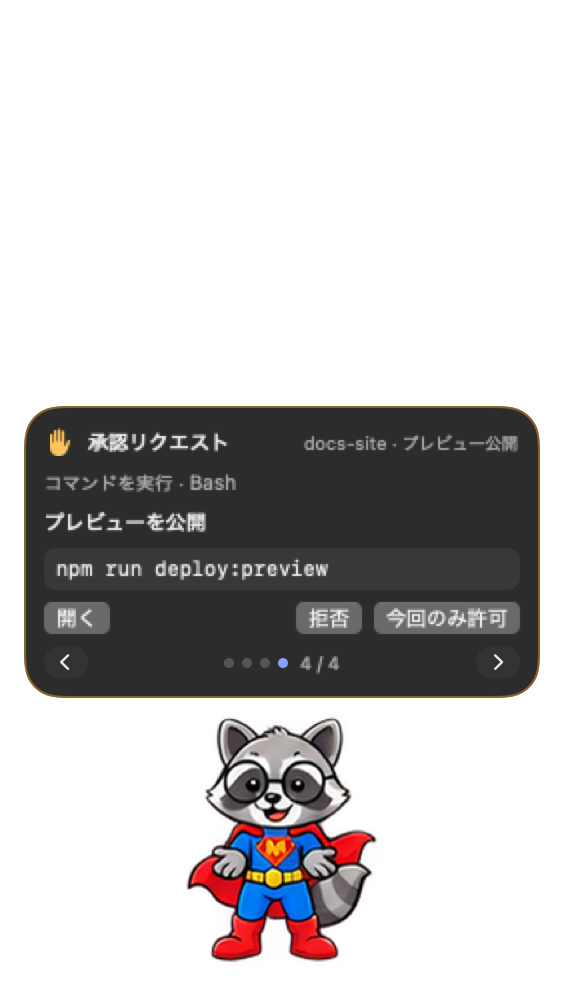 承認リクエスト docs-site · プレビュー公開
コマンドを実行 · Bash
プレビューを公開
npm run deploy:preview
開く 拒否 今回のみ許可
4 / 4
M